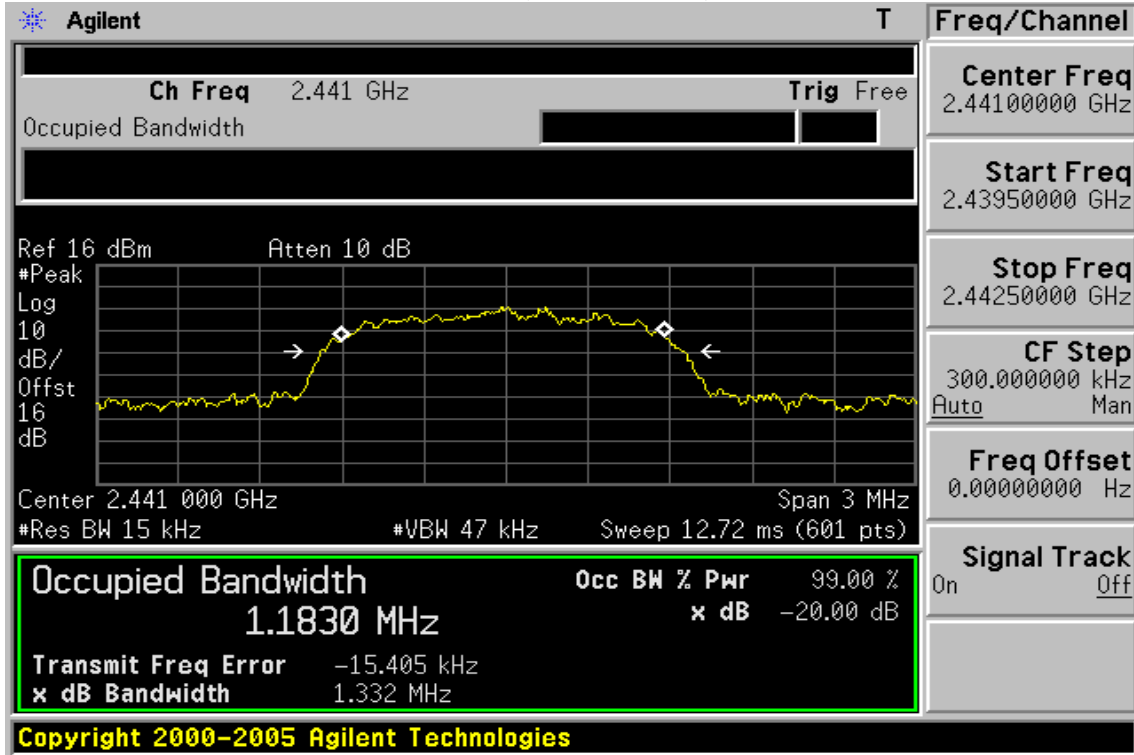 Agilent T
Ch Freq 2.441 GHz Trig Free
Occupied Bandwidth
Ref 16 dBm Atten 10 dB
#Peak
Log
10
dB/
Offst
16
dB
Center 2.441 000 GHz Span 3 MHz
#Res BW 15 kHz #VBW 47 kHz Sweep 12.72 ms (601 pts)
Occupied Bandwidth Occ BW % Pwr 99.00 %
1.1830 MHz x dB -20.00 dB
Transmit Freq Error -15.405 kHz
x dB Bandwidth 1.332 MHz
Copyright 2000-2005 Agilent Technologies
Freq/Channel
Center Freq
2.44100000 GHz
Start Freq
2.43950000 GHz
Stop Freq
2.44250000 GHz
CF Step
300.000000 kHz
Auto Man
Freq Offset
0.00000000 Hz
Signal Track
On Off